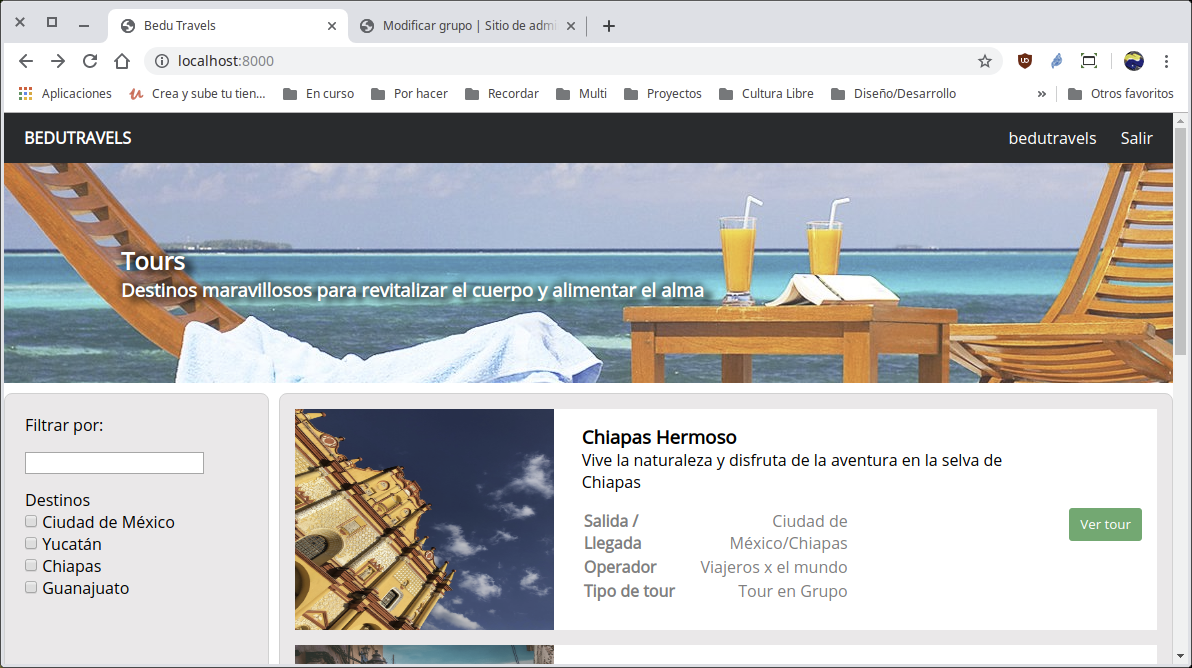 Bedu Travels
Modificar grupo | Sitio de admi
localhost:8000
Aplicaciones
Crea y sube tu tien...
En curso
Por hacer
Recordar
Multi
Proyectos
Cultura Libre
Diseño/Desarrollo
»
Otros favoritos
BEDUTRAVELS
bedutravels
Salir
Tours
Destinos maravillosos para revitalizar el cuerpo y alimentar el alma
Filtrar por:
Destinos
Ciudad de México
Yucatán
Chiapas
Guanajuato
Chiapas Hermoso
Vive la naturaleza y disfruta de la aventura en la selva de
Chiapas
Salida /
Llegada
Ciudad de
México/Chiapas
Operador
Viajeros x el mundo
Tipo de tour
Tour en Grupo
Ver tour